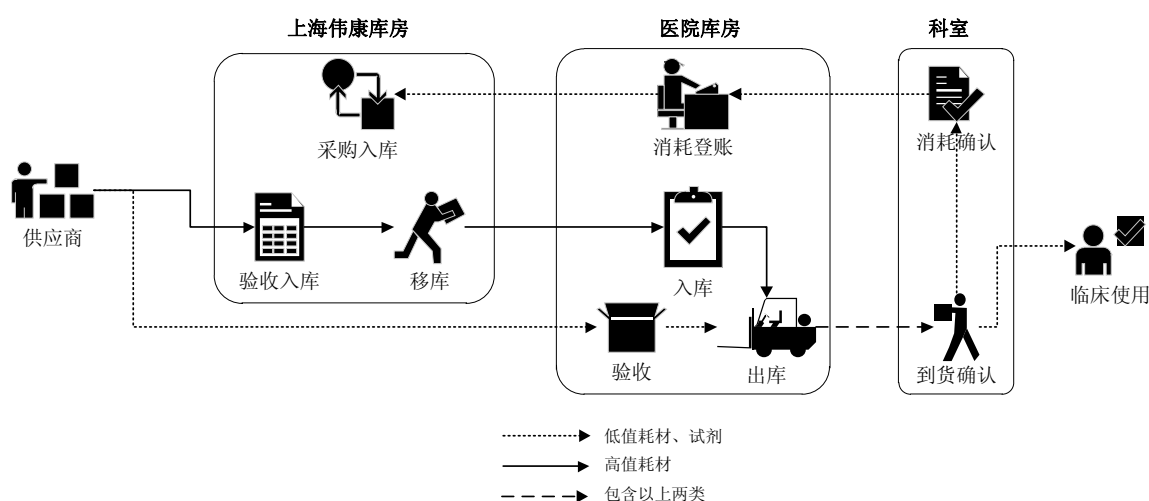 上海伟康库房
医院库房
科室
采购入库
消耗登账
消耗确认
供应商
验收入库
移库
入库
临床使用
验收
出库
到货确认
低值耗材、试剂
高值耗材
包含以上两类